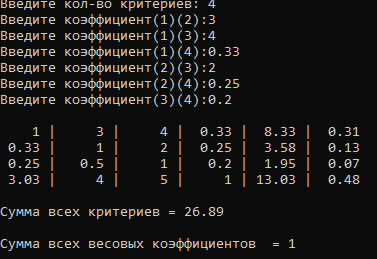 Введите кол-во критериев: 4
Введите коэффициент(1)(2):3
Введите коэффициент(1)(3):4
Введите коэффициент(1)(4):0.33
Введите коэффициент(2)(3):2
Введите коэффициент(2)(4):0.25
Введите коэффициент(3)(4):0.2
1 | 3 | 4 | 0.33 | 8.33 | 0.31
0.33 | 1 | 2 | 0.25 | 3.58 | 0.13
0.25 | 0.5 | 1 | 0.2 | 1.95 | 0.07
3.03 | 4 | 5 | 1 | 13.03 | 0.48
Сумма всех критериев = 26.89
Сумма всех весовых коэффициентов  = 1